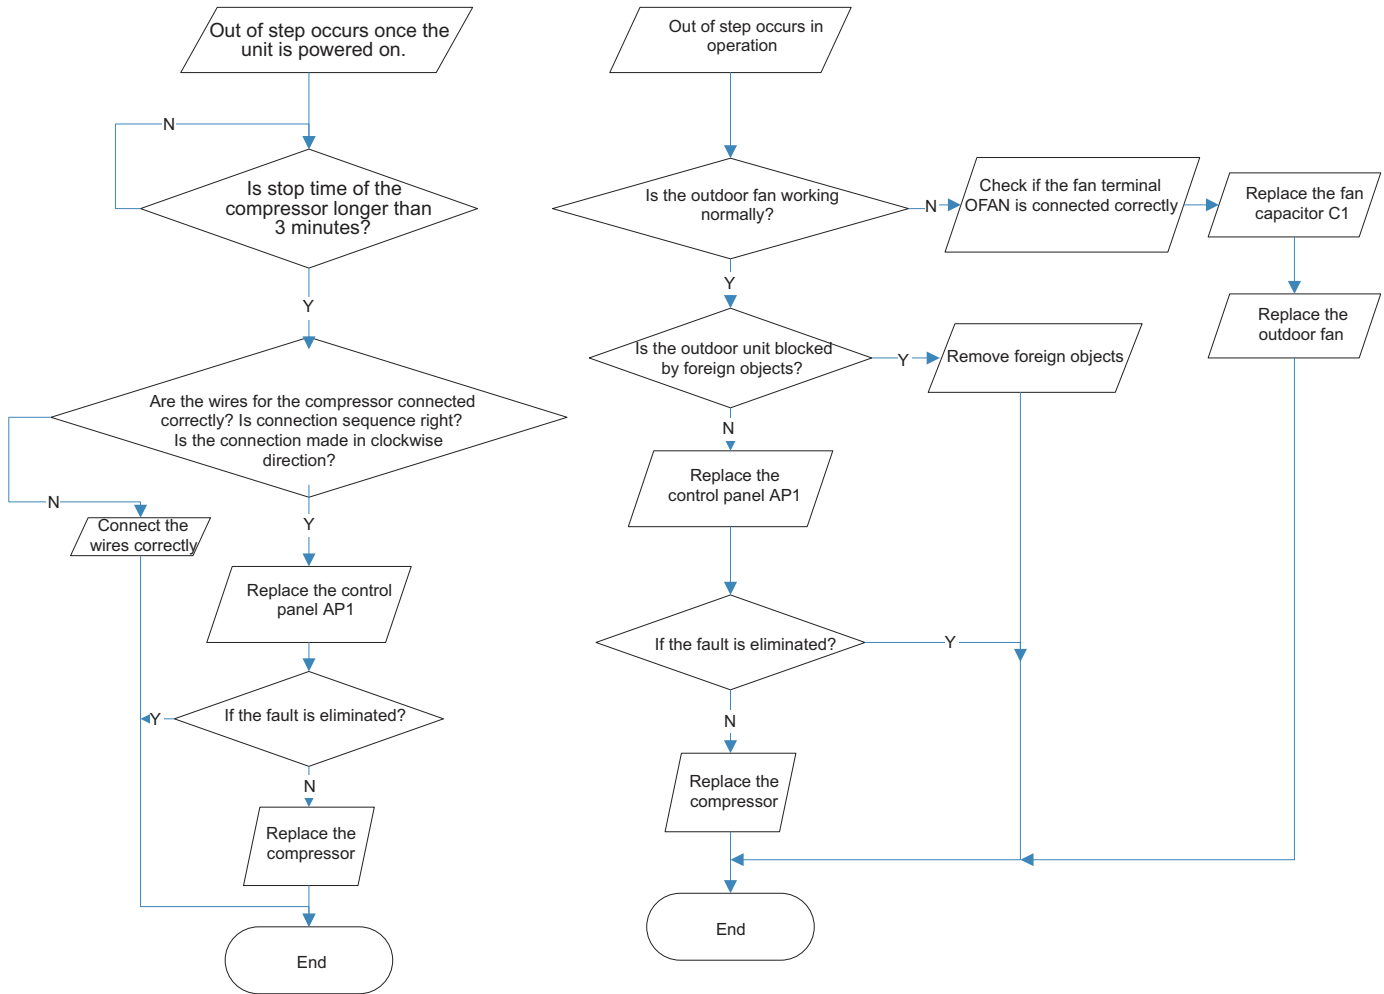 Out of step occurs once the
unit is powered on.
N
Is stop time of the
compressor longer than
3 minutes?
Y
Are the wires for the compressor connected
correctly? Is connection sequence right?
Is the connection made in clockwise
direction?
N
Connect the
wires correctly
Y
Replace the control
panel AP1
If the fault is eliminated?
Y
N
Replace the
compressor
End
Out of step occurs in
operation
Is the outdoor fan working
normally?
N
Check if the fan terminal
OFAN is connected correctly
Replace the fan
capacitor C1
Replace the
outdoor fan
Y
Is the outdoor unit blocked
by foreign objects?
Y
Remove foreign objects
N
Replace the
control panel AP1
If the fault is eliminated?
Y
N
Replace the
compressor
End